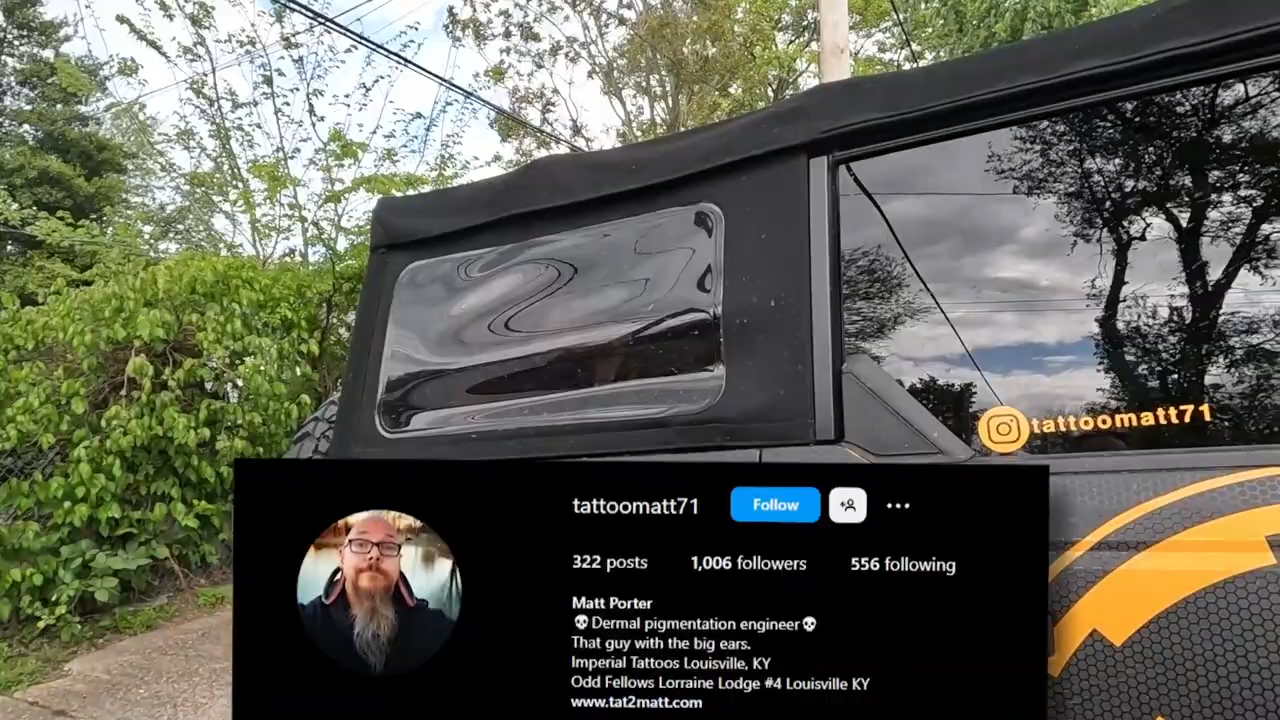 tattoomatt71
tattoomatt71 Follow
322 posts 1,006 followers 556 following
Matt Porter
💀Dermal pigmentation engineer💀
That guy with the big ears.
Imperial Tattoos Louisville, KY
Odd Fellows Lorraine Lodge #4 Louisville KY
www.tat2matt.com